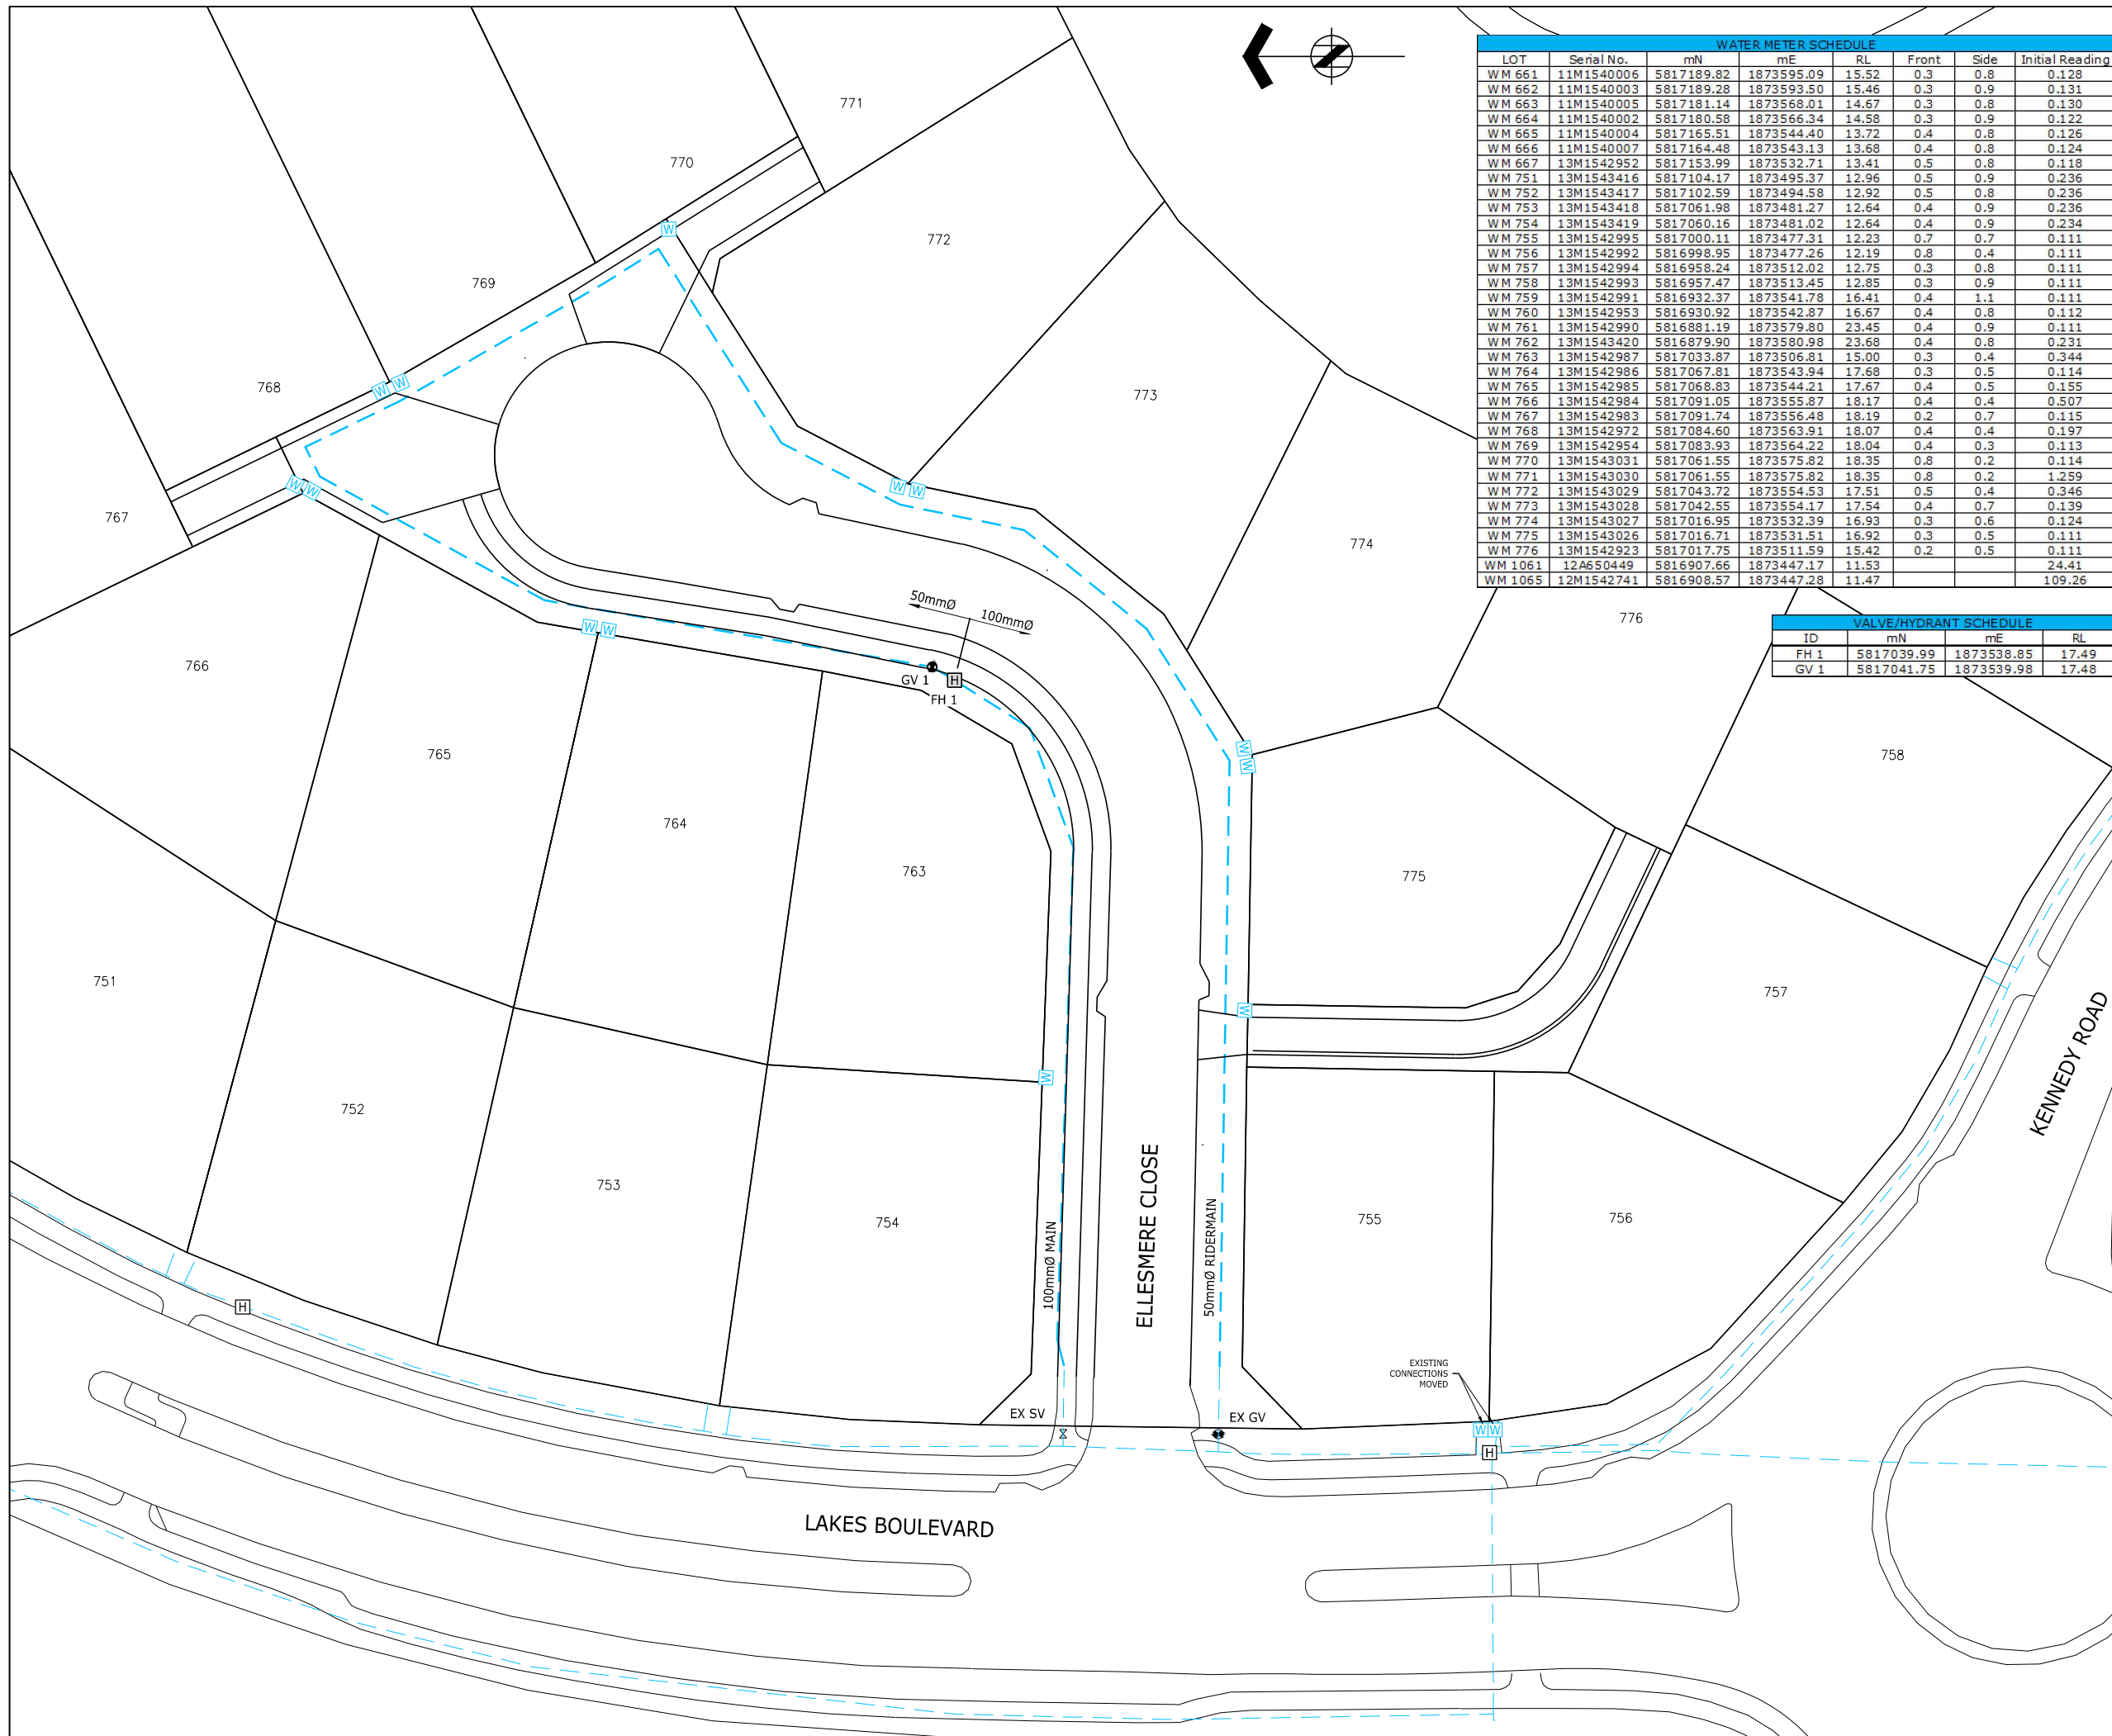 WATER METER SCHEDULE
LOT Serial No. mN mE RL Front Side Initial Reading
WM 661 11M1540006 5817189.82 1873595.09 15.52 0.3 0.8 0.128
WM 662 11M1540003 5817189.28 1873593.50 15.46 0.3 0.9 0.131
WM 663 11M1540005 5817181.14 1873568.01 14.67 0.3 0.8 0.130
WM 664 11M1540002 5817180.58 1873566.34 14.58 0.3 0.9 0.122
WM 665 11M1540004 5817165.51 1873544.40 13.72 0.4 0.8 0.126
WM 666 11M1540007 5817164.48 1873543.13 13.68 0.4 0.8 0.124
WM 667 13M1542952 5817153.99 1873532.71 13.41 0.5 0.8 0.118
WM 751 13M1543416 5817104.17 1873495.37 12.96 0.5 0.9 0.236
WM 752 13M1543417 5817102.59 1873494.58 12.92 0.5 0.8 0.236
WM 753 13M1543418 5817061.98 1873481.27 12.64 0.4 0.9 0.236
WM 754 13M1543419 5817060.16 1873481.02 12.64 0.4 0.9 0.234
WM 755 13M1542995 5817000.11 1873477.31 12.23 0.7 0.7 0.111
WM 756 13M1542992 5816998.95 1873477.26 12.19 0.8 0.4 0.111
WM 757 13M1542994 5816958.24 1873512.02 12.75 0.3 0.8 0.111
WM 758 13M1542993 5816957.47 1873513.45 12.85 0.3 0.9 0.111
WM 759 13M1542991 5816932.37 1873541.78 16.41 0.4 1.1 0.111
WM 760 13M1542953 5816930.92 1873542.87 16.67 0.4 0.8 0.112
WM 761 13M1542990 5816881.19 1873579.80 23.45 0.4 0.9 0.111
WM 762 13M1543420 5816879.90 1873580.98 23.68 0.4 0.8 0.231
WM 763 13M1542987 5817033.87 1873506.81 15.00 0.3 0.4 0.344
WM 764 13M1542986 5817067.81 1873543.94 17.68 0.3 0.5 0.114
WM 765 13M1542985 5817068.83 1873544.21 17.67 0.4 0.5 0.155
WM 766 13M1542984 5817091.05 1873555.87 18.17 0.4 0.4 0.507
WM 767 13M1542983 5817091.74 1873556.48 18.19 0.2 0.7 0.115
WM 768 13M1542972 5817084.60 1873563.91 18.07 0.4 0.4 0.197
WM 769 13M1542954 5817083.93 1873564.22 18.04 0.4 0.3 0.113
WM 770 13M1543031 5817061.55 1873575.82 18.35 0.8 0.2 0.114
WM 771 13M1543030 5817061.55 1873575.82 18.35 0.8 0.2 1.259
WM 772 13M1543029 5817043.72 1873554.53 17.51 0.5 0.4 0.346
WM 773 13M1543028 5817042.55 1873554.17 17.54 0.4 0.7 0.139
WM 774 13M1543027 5817016.95 1873532.39 16.93 0.3 0.6 0.124
WM 775 13M1543026 5817016.71 1873531.51 16.92 0.3 0.5 0.111
WM 776 13M1542923 5817017.75 1873511.59 15.42 0.2 0.5 0.111
WM 1061 12A650449 5816907.66 1873447.17 11.53 24.41
WM 1065 12M1542741 5816908.57 1873447.28 11.47 109.26
VALVE/HYDRANT SCHEDULE
ID mN mE RL
FH 1 5817039.99 1873538.85 17.49
GV 1 5817041.75 1873539.98 17.48
771
770
W
772
769
W W
768
773
W W
W W
767
774
50mmØ
100mmØ
776
W W
766
GV 1
H
FH 1
765
W W
758
764
763
775
751
757
W
KENNEDY ROAD
W
752
753
754
755
756
100mmØ MAIN
ELLESMERE CLOSE
50mmØ RIDERMAIN
H
EXISTING
CONNECTIONS
MOVED
EX SV
EX GV
W W
H
LAKES BOULEVARD